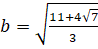 b = √((11+4√7)/3)